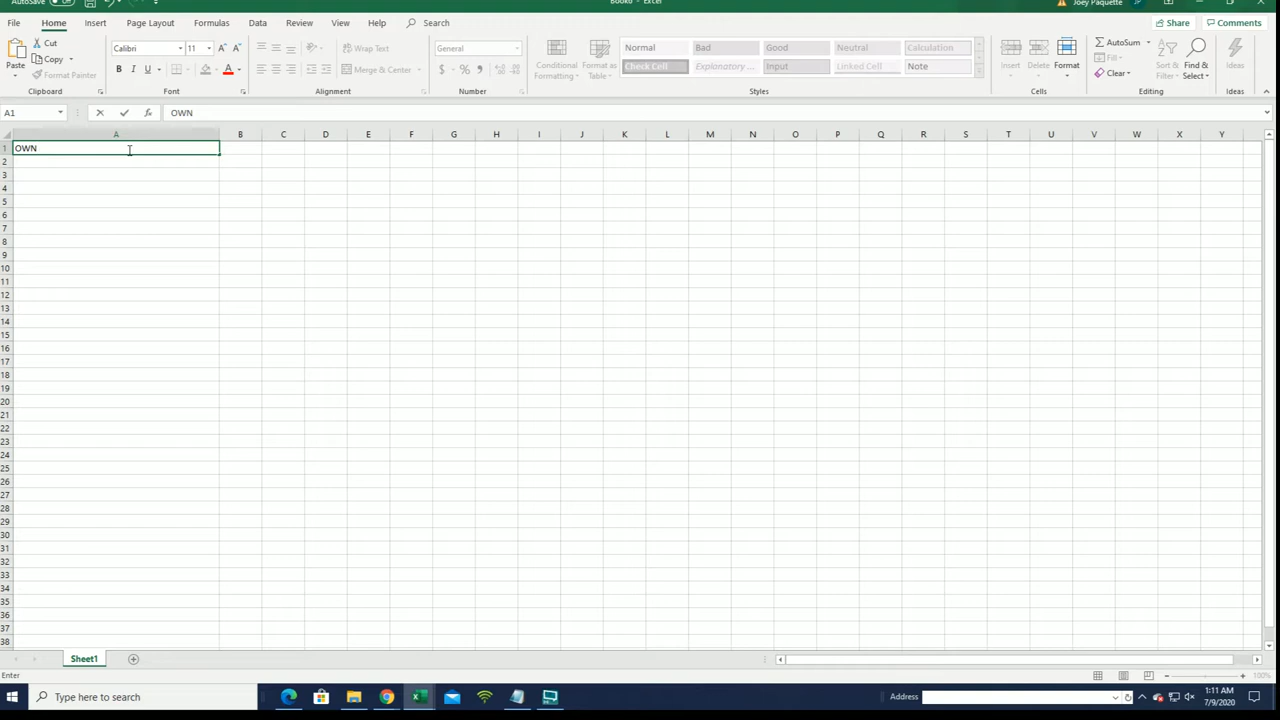 AutoSave Book6 - Excel Joey Paquette JP
File Home Insert Page Layout Formulas Data Review View Help Search Share Comments
Paste Cut Copy Format Painter
Calibri 11 B I U A
Wrap Text Merge & Center
General $ % 9
Conditional Formatting Format as Table
Normal Bad Good Neutral Calculation
Check Cell Explanatory ... Input Linked Cell Note
Insert Delete Format
AutoSum Fill Clear Sort & Filter Find & Select Ideas
Clipboard Font Alignment Number Styles Cells Editing Ideas
A1 fx OWN
A B C D E F G H I J K L M N O P Q R S T U V W X Y
1 OWN
2
3
4
5
6
7
8
9
10
11
12
13
14
15
16
17
18
19
20
21
22
23
24
25
26
27
28
29
30
31
32
33
34
35
36
37
38
Sheet1
Enter 100%
Type here to search Address 1:11 AM
7/9/2020